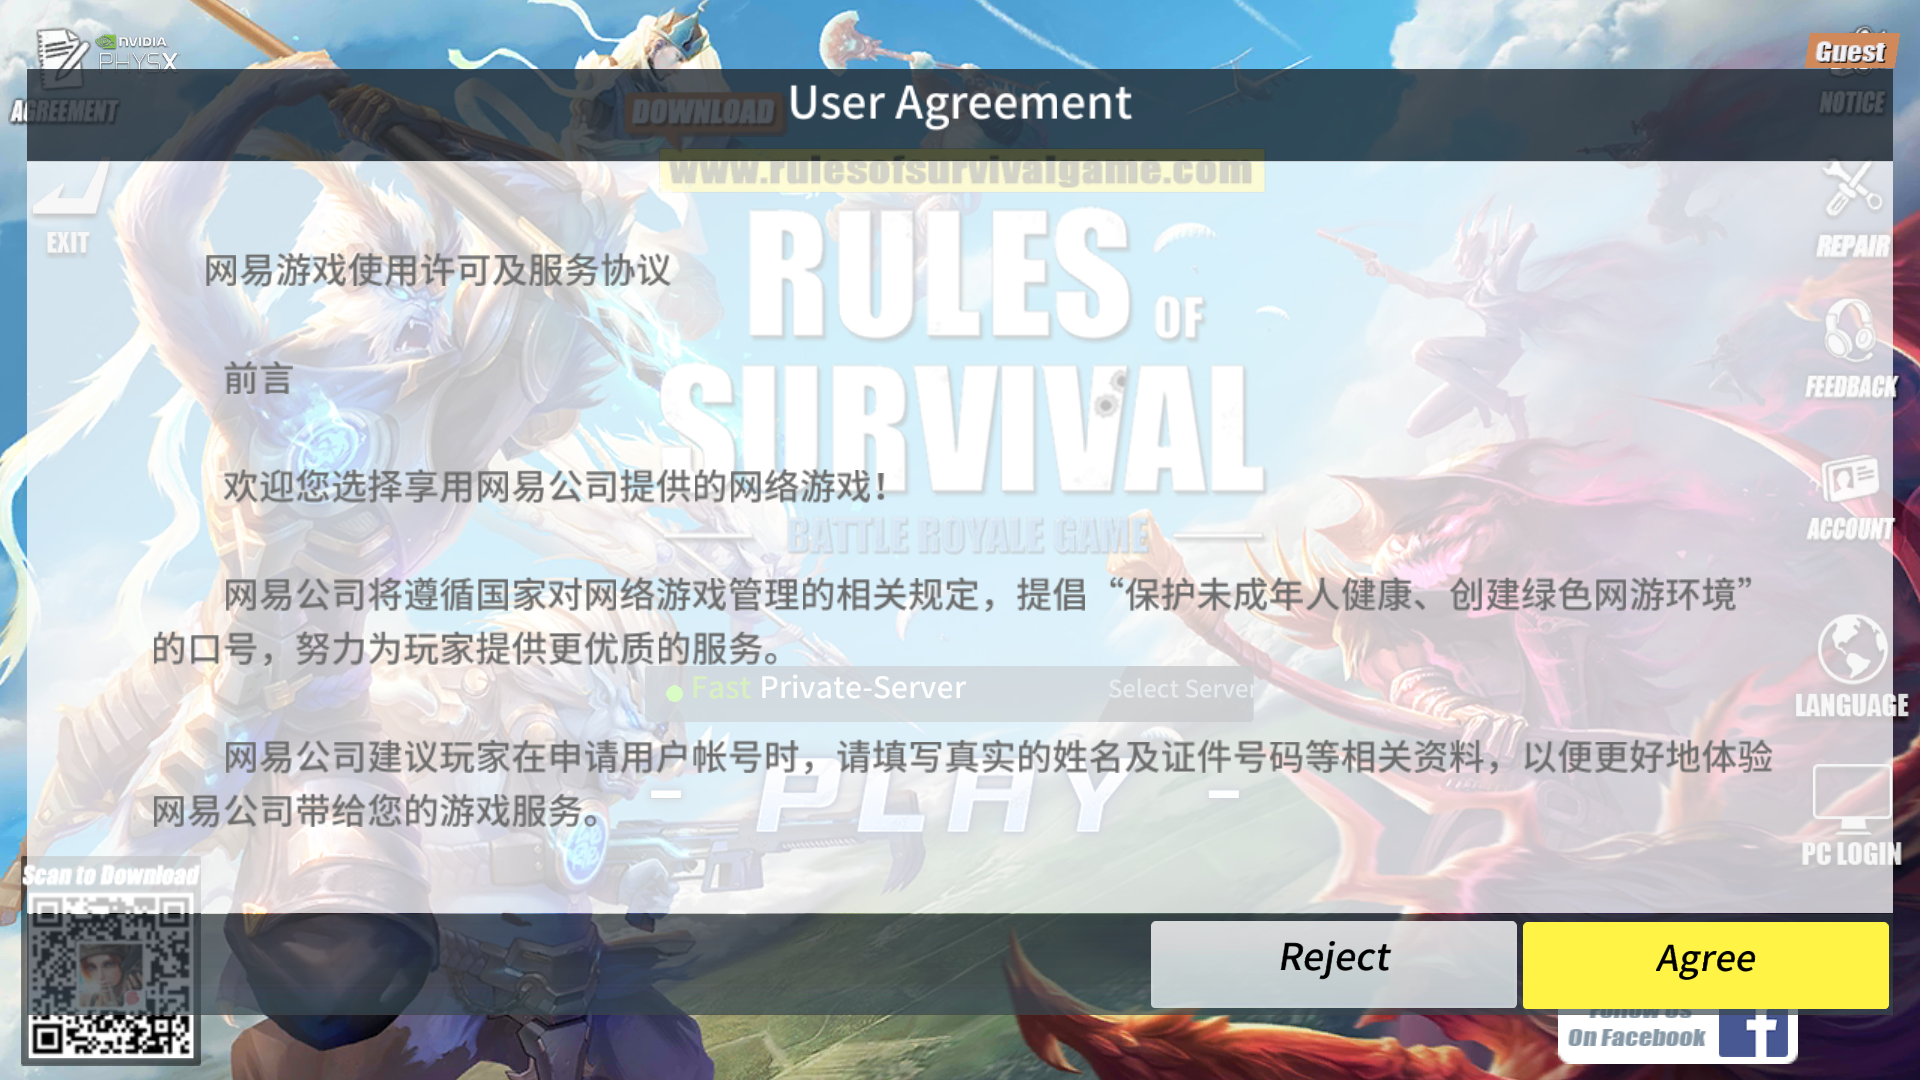 NVIDIA
PHYSX
Guest
AGREEMENT
DOWNLOAD
User Agreement
NOTICE
www.rulesofsurvivalgame.com
EXIT
REPAIR
RULES
OF
SURVIVAL
BATTLE ROYALE GAME
网易游戏使用许可及服务协议
前言
欢迎您选择享用网易公司提供的网络游戏！
网易公司将遵循国家对网络游戏管理的相关规定，提倡“保护未成年人健康、创建绿色网游环境”
的口号，努力为玩家提供更优质的服务。
网易公司建议玩家在申请用户帐号时，请填写真实的姓名及证件号码等相关资料，以便更好地体验
网易公司带给您的游戏服务。
FEEDBACK
ACCOUNT
Fast Private-Server
Select Server
LANGUAGE
- PLAY -
PC LOGIN
Scan to Download
Reject
Agree
Follow Us
On Facebook